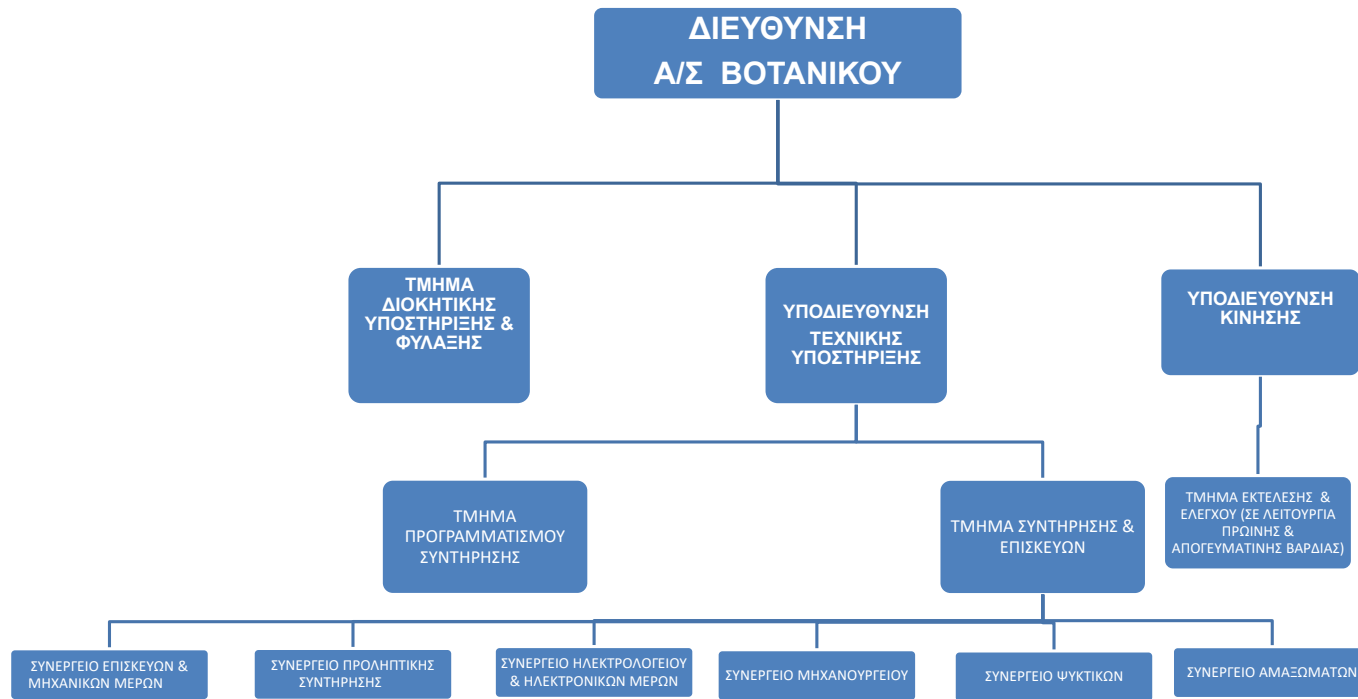 ΔΙΕΥΘΥΝΣΗ
Α/Σ ΒΟΤΑΝΙΚΟΥ
ΤΜΗΜΑ
ΔΙΟΚΗΤΙΚΗΣ
ΥΠΟΣΤΗΡΙΞΗΣ &
ΦΥΛΑΞΗΣ
ΥΠΟΔΙΕΥΘΥΝΣΗ
ΤΕΧΝΙΚΗΣ
ΥΠΟΣΤΗΡΙΞΗΣ
ΥΠΟΔΙΕΥΘΥΝΣΗ
ΚΙΝΗΣΗΣ
ΤΜΗΜΑ
ΠΡΟΓΡΑΜΜΑΤΙΣΜΟΥ
ΣΥΝΤΗΡΗΣΗΣ
ΤΜΗΜΑ ΣΥΝΤΗΡΗΣΗΣ &
ΕΠΙΣΚΕΥΩΝ
ΤΜΗΜΑ ΕΚΤΕΛΕΣΗΣ &
ΕΛΕΓΧΟΥ (ΣΕ ΛΕΙΤΟΥΡΓΙΑ
ΠΡΩΙΝΗΣ &
ΑΠΟΓΕΥΜΑΤΙΝΗΣ ΒΑΡΔΙΑΣ)
ΣΥΝΕΡΓΕΙΟ ΕΠΙΣΚΕΥΩΝ &
ΜΗΧΑΝΙΚΩΝ ΜΕΡΩΝ
ΣΥΝΕΡΓΕΙΟ ΠΡΟΛΗΠΤΙΚΗΣ
ΣΥΝΤΗΡΗΣΗΣ
ΣΥΝΕΡΓΕΙΟ ΗΛΕΚΤΡΟΛΟΓΕΙΟΥ
& ΗΛΕΚΤΡΟΝΙΚΩΝ ΜΕΡΩΝ
ΣΥΝΕΡΓΕΙΟ ΜΗΧΑΝΟΥΡΓΕΙΟΥ
ΣΥΝΕΡΓΕΙΟ ΨΥΚΤΙΚΩΝ
ΣΥΝΕΡΓΕΙΟ ΑΜΑΞΩΜΑΤΩΝ